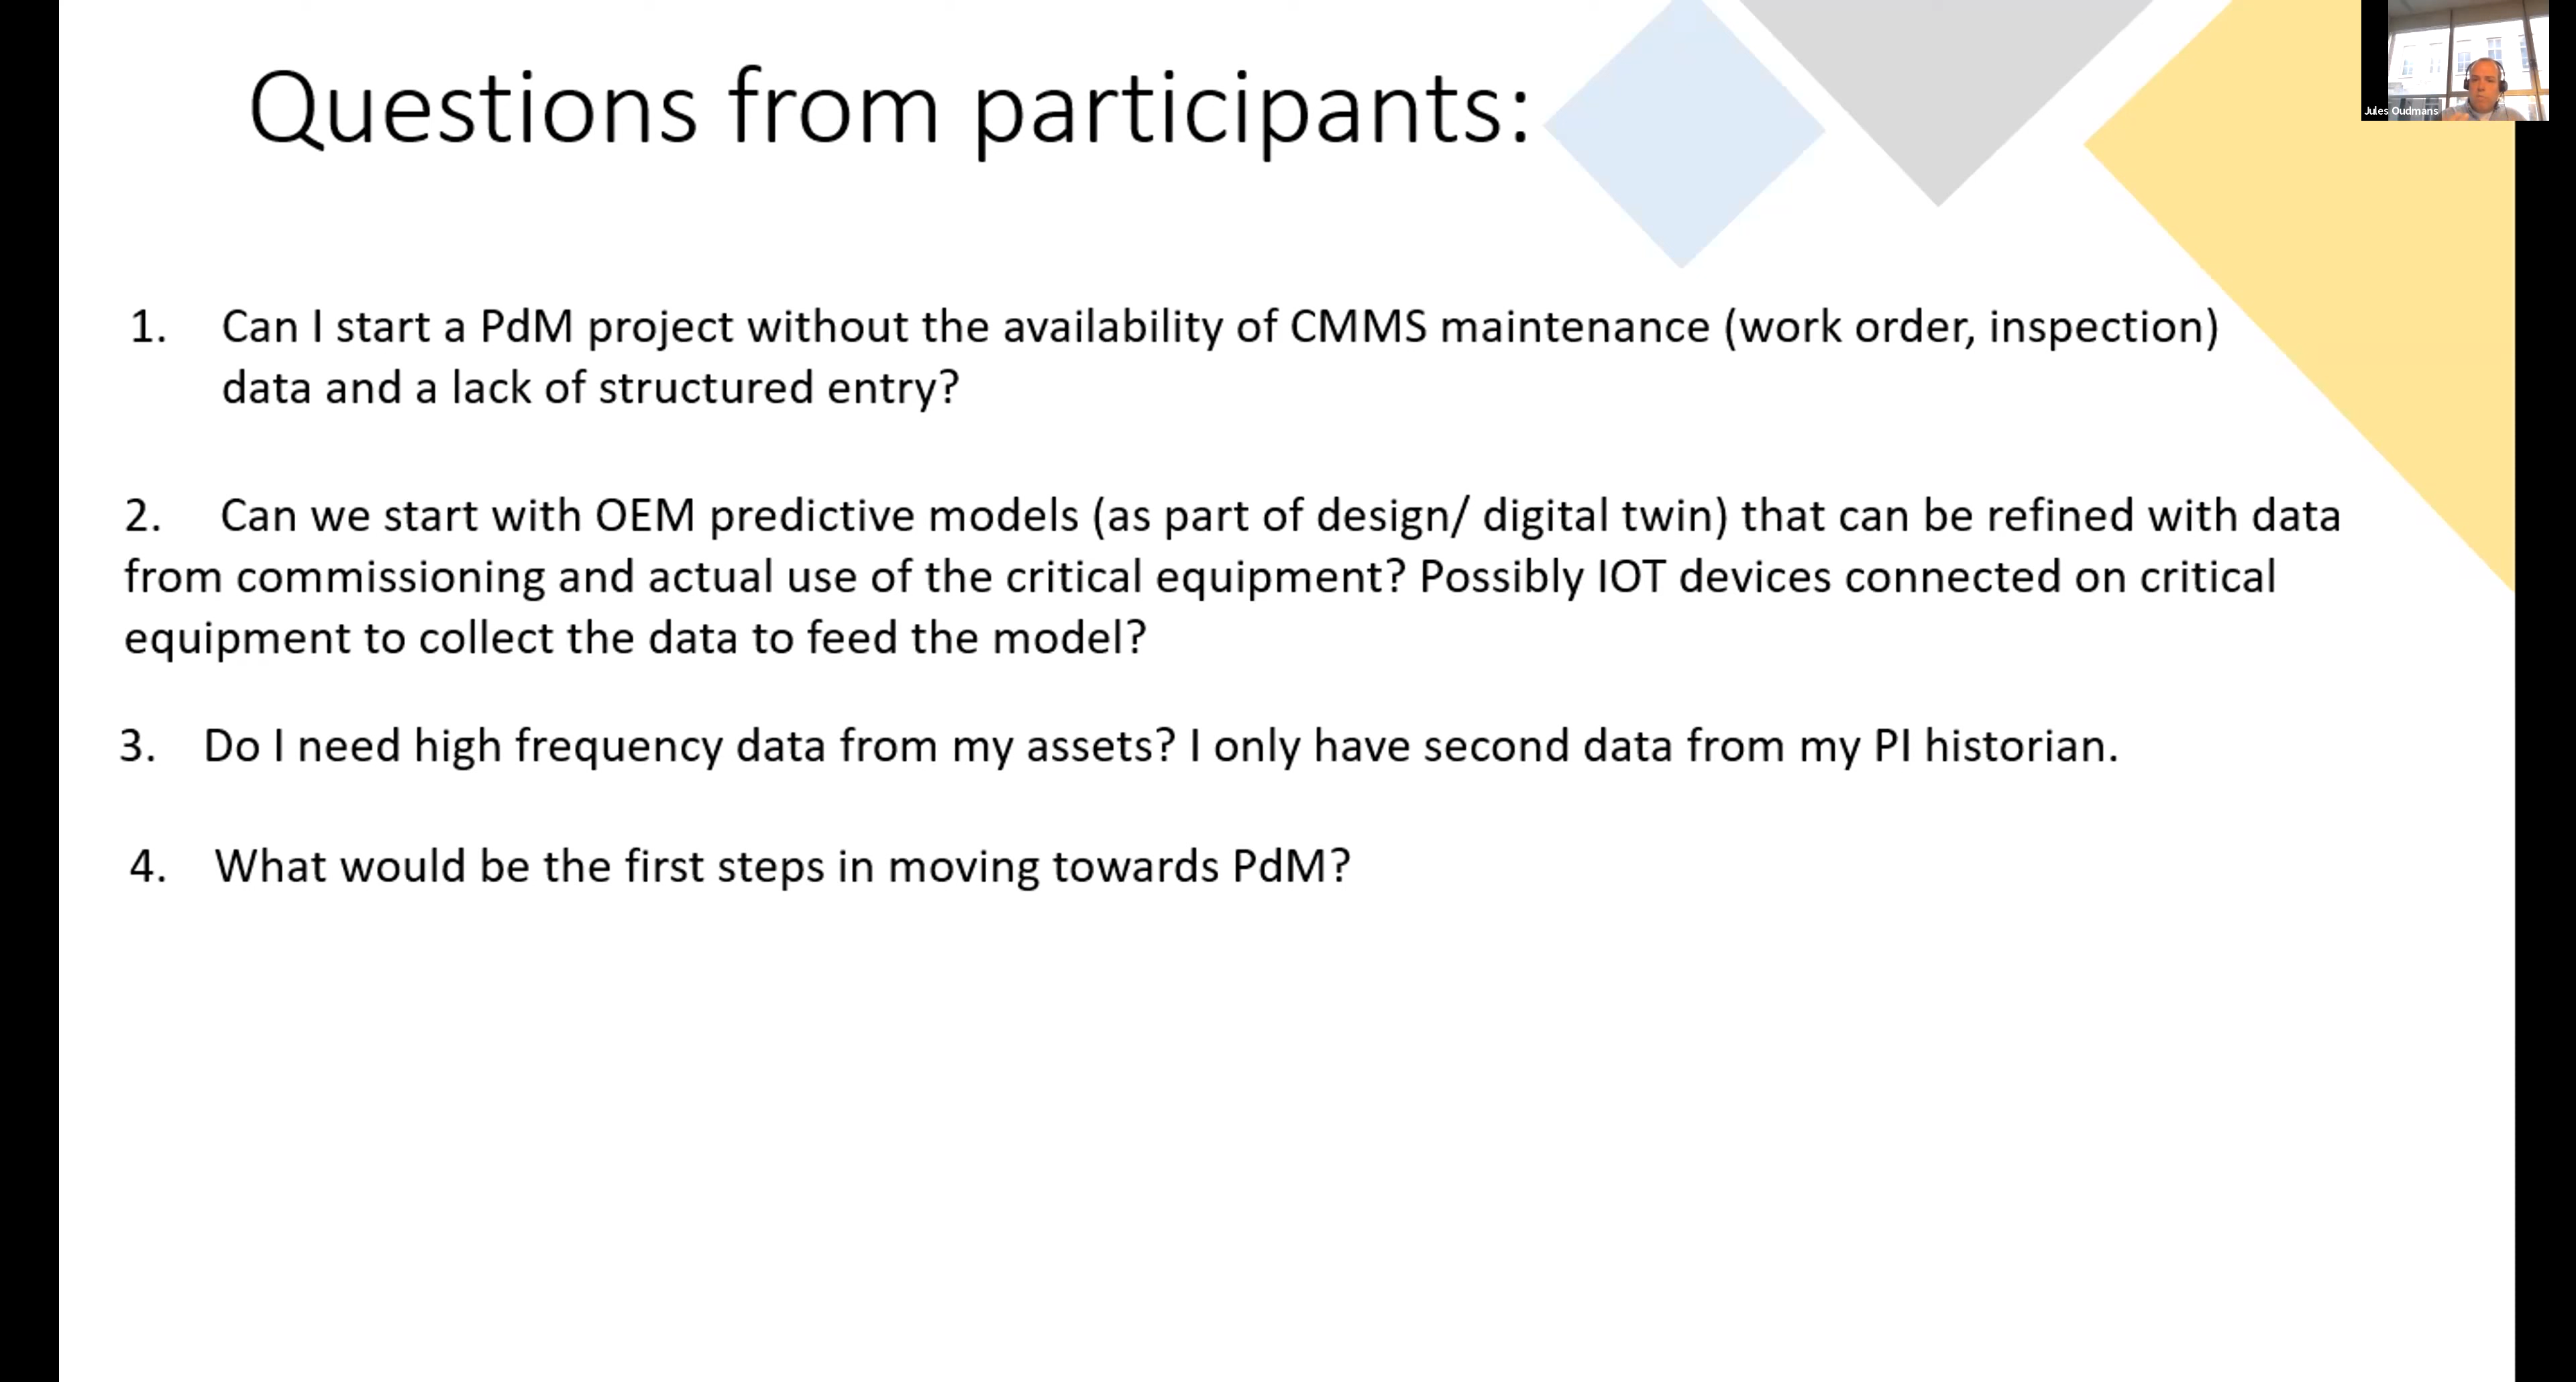 Questions from participants:
Jules Oudmans
1. Can I start a PdM project without the availability of CMMS maintenance (work order, inspection)
data and a lack of structured entry?
2. Can we start with OEM predictive models (as part of design/ digital twin) that can be refined with data
from commissioning and actual use of the critical equipment? Possibly IOT devices connected on critical
equipment to collect the data to feed the model?
3. Do I need high frequency data from my assets? I only have second data from my PI historian.
4. What would be the first steps in moving towards PdM?